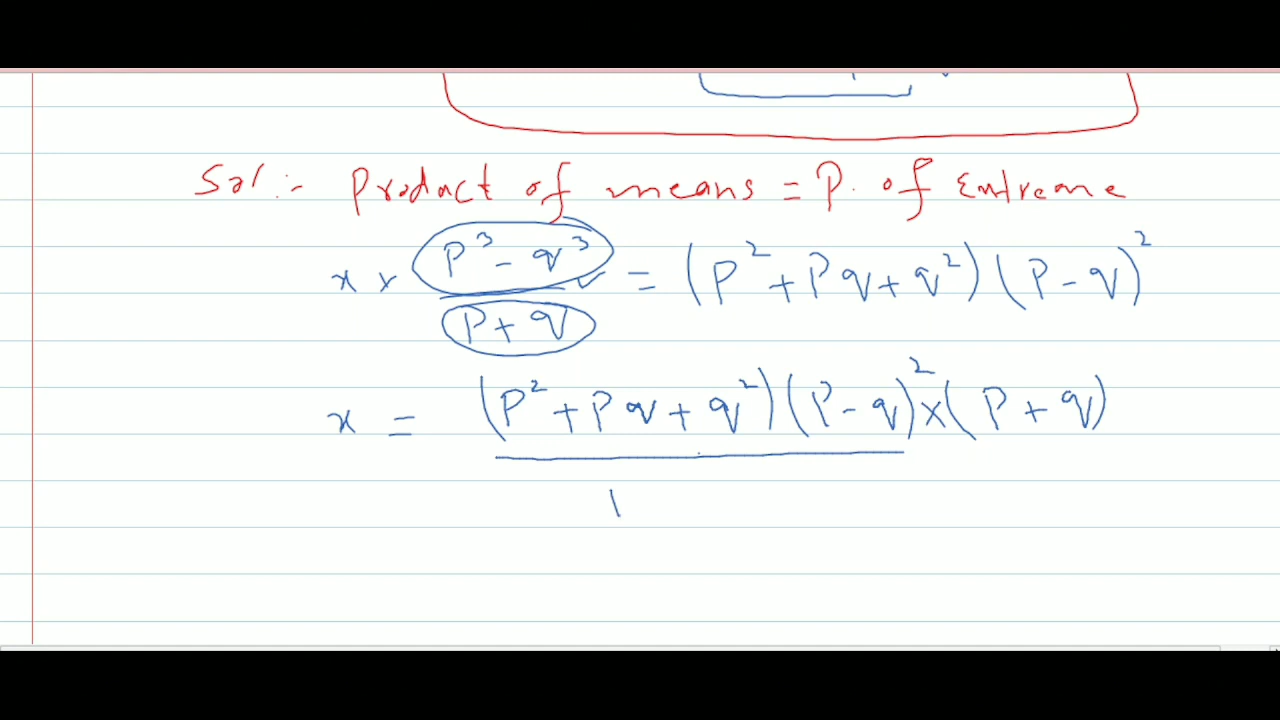 Sol :- Product of means = P. of Extreme
x × (P³ - q³)/(P + q) = (P² + Pq + q²) (P - q)²
x = (P² + Pq + q²) (P - q)² × (P + q)